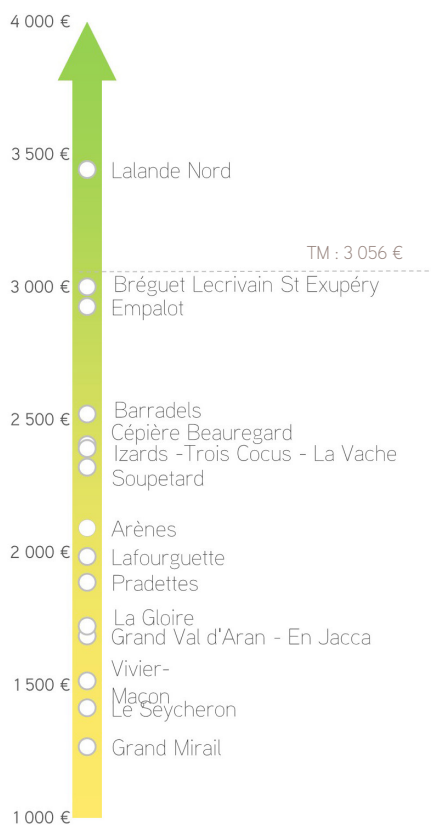 4 000 €
3 500 €
Lalande Nord
TM : 3 056 €
3 000 €
Bréguet Lecrivain St Exupéry
Empalot
2 500 €
Barradels
Cépière Beauregard
Izards -Trois Cocus - La Vache
Soupetard
Arènes
2 000 €
Lafourguette
Pradettes
La Gloire
Grand Val d'Aran - En Jacca
Vivier-
1 500 €
Maçon
Le Seycheron
Grand Mirail
1 000 €